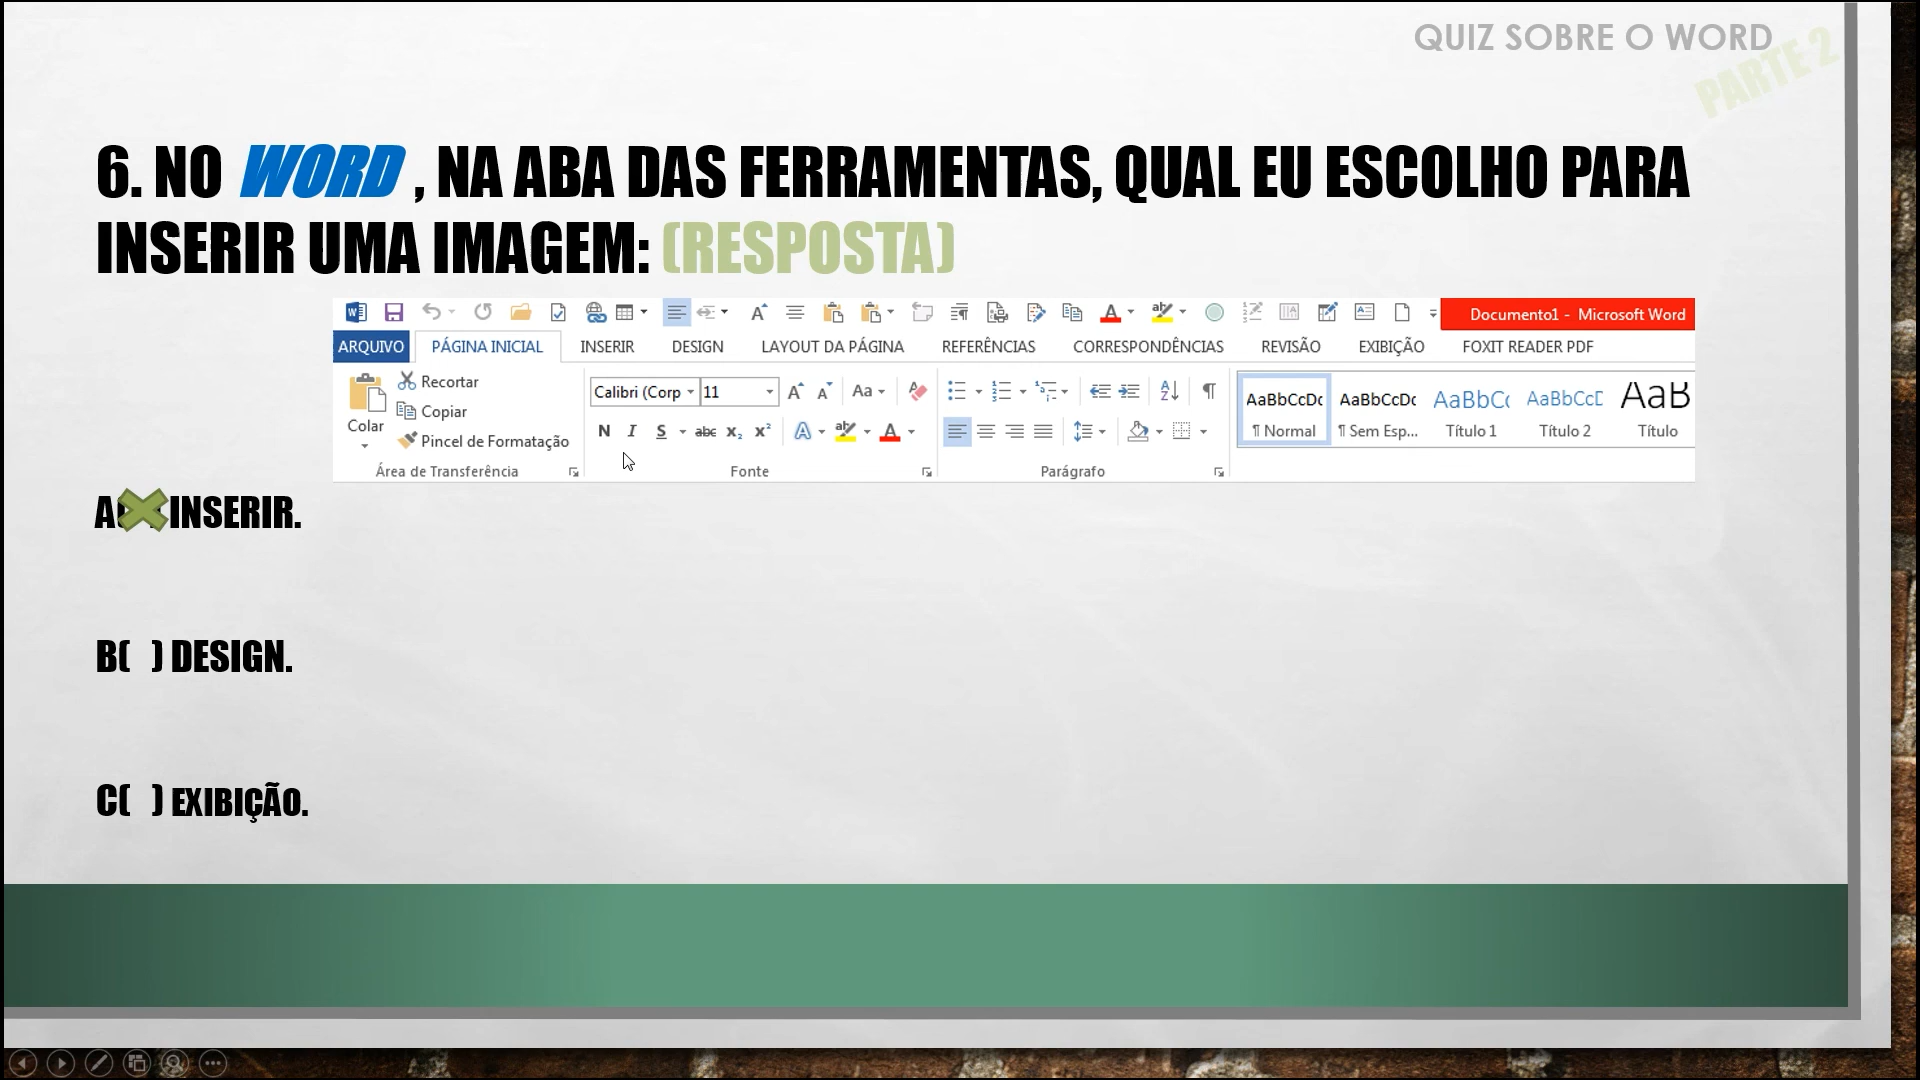 QUIZ SOBRE O WORD
PARTE 2
6. NO WORD , NA ABA DAS FERRAMENTAS, QUAL EU ESCOLHO PARA
INSERIR UMA IMAGEM: (RESPOSTA)
Documento1 - Microsoft Word
ARQUIVO PÁGINA INICIAL INSERIR DESIGN LAYOUT DA PÁGINA REFERÊNCIAS CORRESPONDÊNCIAS REVISÃO EXIBIÇÃO FOXIT READER PDF
Colar
Recortar
Copiar
Pincel de Formatação
Área de Transferência
Calibri (Corp 11 Aa
N I S abc x₂ x² A ab A
Fonte
Parágrafo
AaBbCcDc AaBbCcDc AaBbC( AaBbCcE AaB
¶ Normal ¶ Sem Esp... Título 1 Título 2 Título
A INSERIR.
B( ) DESIGN.
C( ) EXIBIÇÃO.